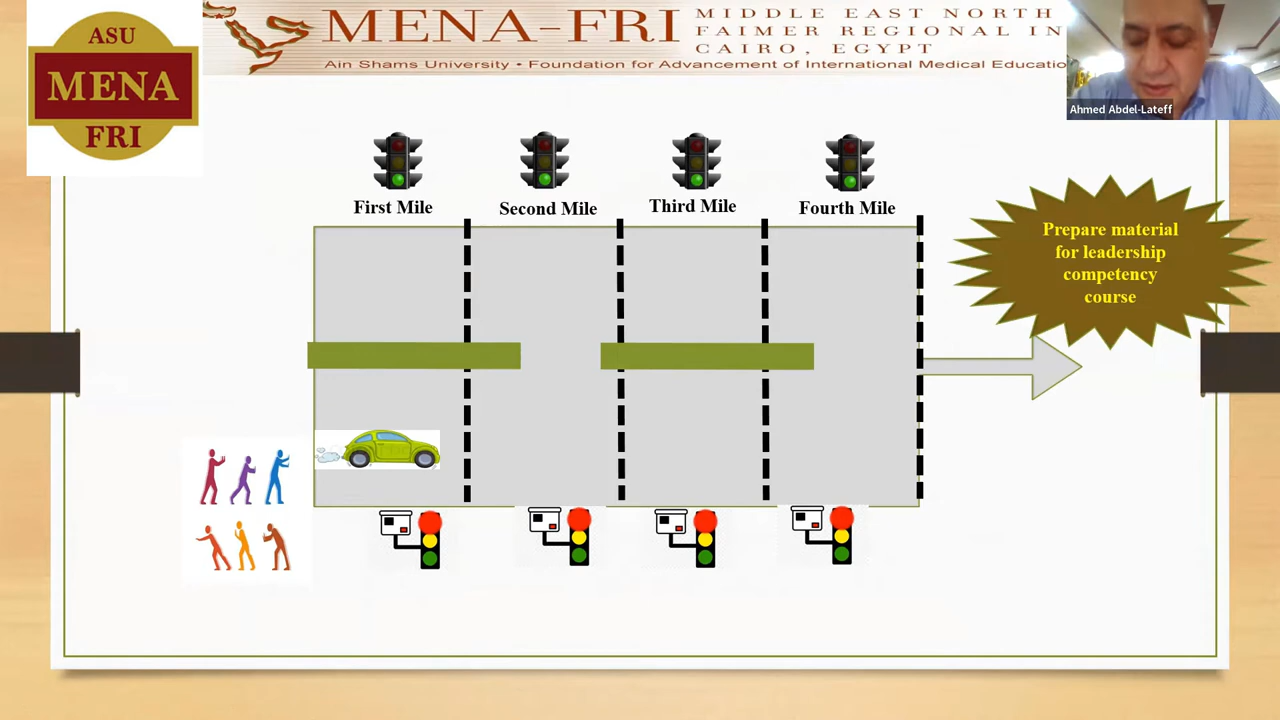 ASU
MENA
FRI
MENA-FRI
MIDDLE EAST NORTH
FAIMER REGIONAL IN
CAIRO, EGYPT
Ain Shams University • Foundation for Advancement of International Medical Educatio
Ahmed Abdel-Lateff
First Mile
Second Mile
Third Mile
Fourth Mile
Prepare material
for leadership
competency
course